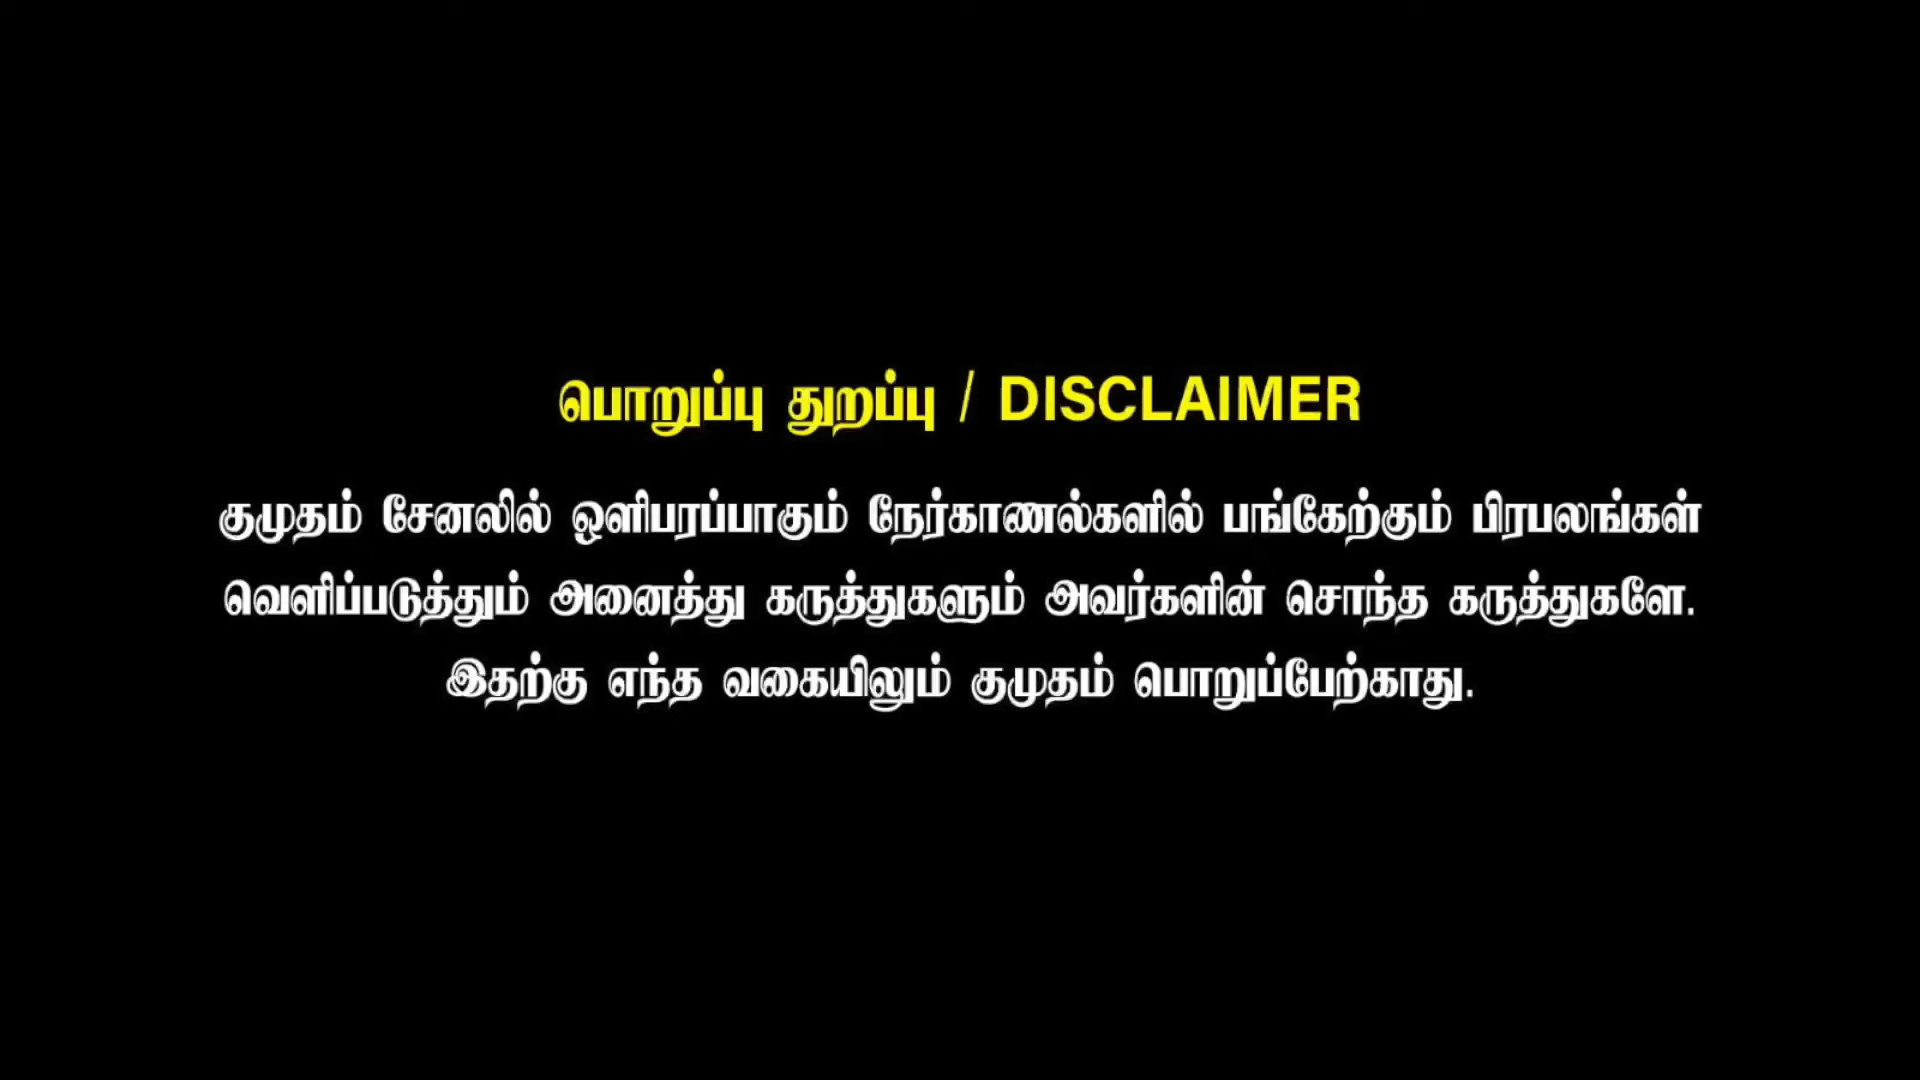 பொறுப்பு துறப்பு / DISCLAIMER
குமுதம் சேனலில் ஒளிபரப்பாகும் நேர்காணல்களில் பங்கேற்கும் பிரபலங்கள்
வெளிப்படுத்தும் அனைத்து கருத்துகளும் அவர்களின் சொந்த கருத்துகளே.
இதற்கு எந்த வகையிலும் குமுதம் பொறுப்பேற்காது.